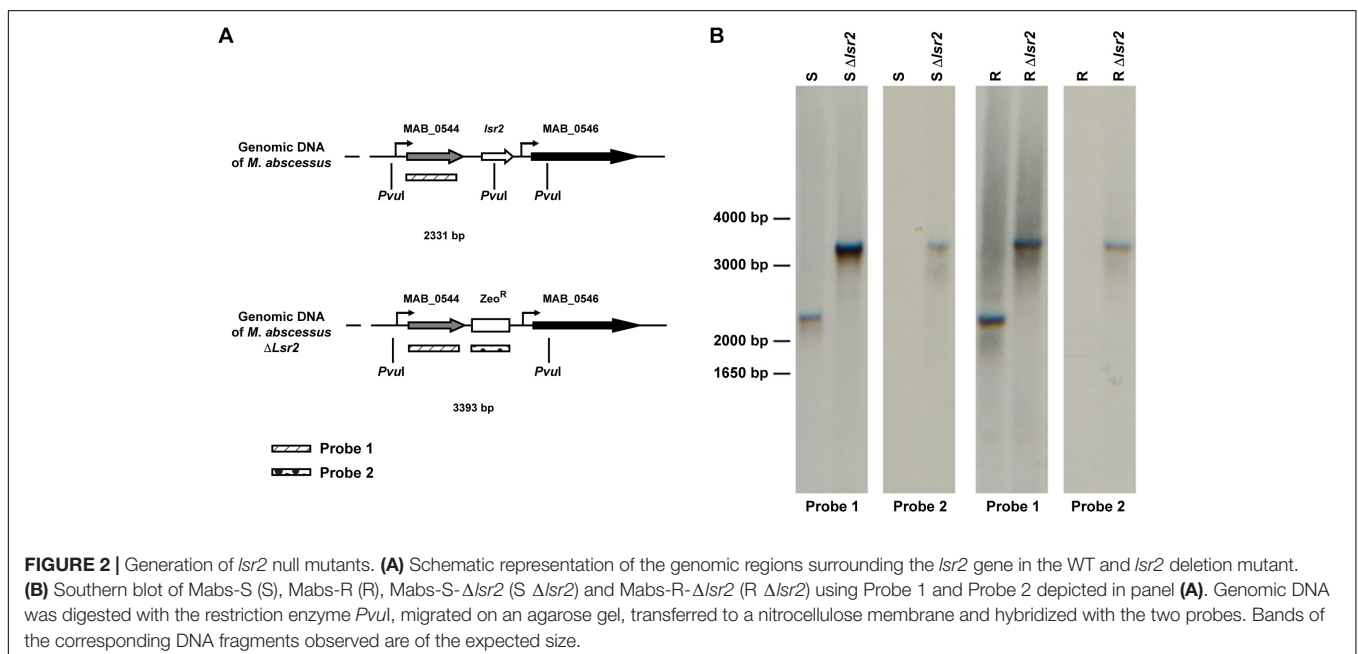 A
MAB_0544 lsr2 MAB_0546
Genomic DNA
of M. abscessus
PvuI PvuI PvuI
2331 bp
MAB_0544 ZeoR MAB_0546
Genomic DNA
of M. abscessus
ΔLsr2
PvuI PvuI
3393 bp
Probe 1
Probe 2
B
S S Δlsr2 S S Δlsr2 R R Δlsr2 R R Δlsr2
4000 bp
3000 bp
2000 bp
1650 bp
Probe 1 Probe 2 Probe 1 Probe 2
FIGURE 2 | Generation of lsr2 null mutants. (A) Schematic representation of the genomic regions surrounding the lsr2 gene in the WT and lsr2 deletion mutant.
(B) Southern blot of Mabs-S (S), Mabs-R (R), Mabs-S-Δlsr2 (S Δlsr2) and Mabs-R-Δlsr2 (R Δlsr2) using Probe 1 and Probe 2 depicted in panel (A). Genomic DNA
was digested with the restriction enzyme PvuI, migrated on an agarose gel, transferred to a nitrocellulose membrane and hybridized with the two probes. Bands of
the corresponding DNA fragments observed are of the expected size.